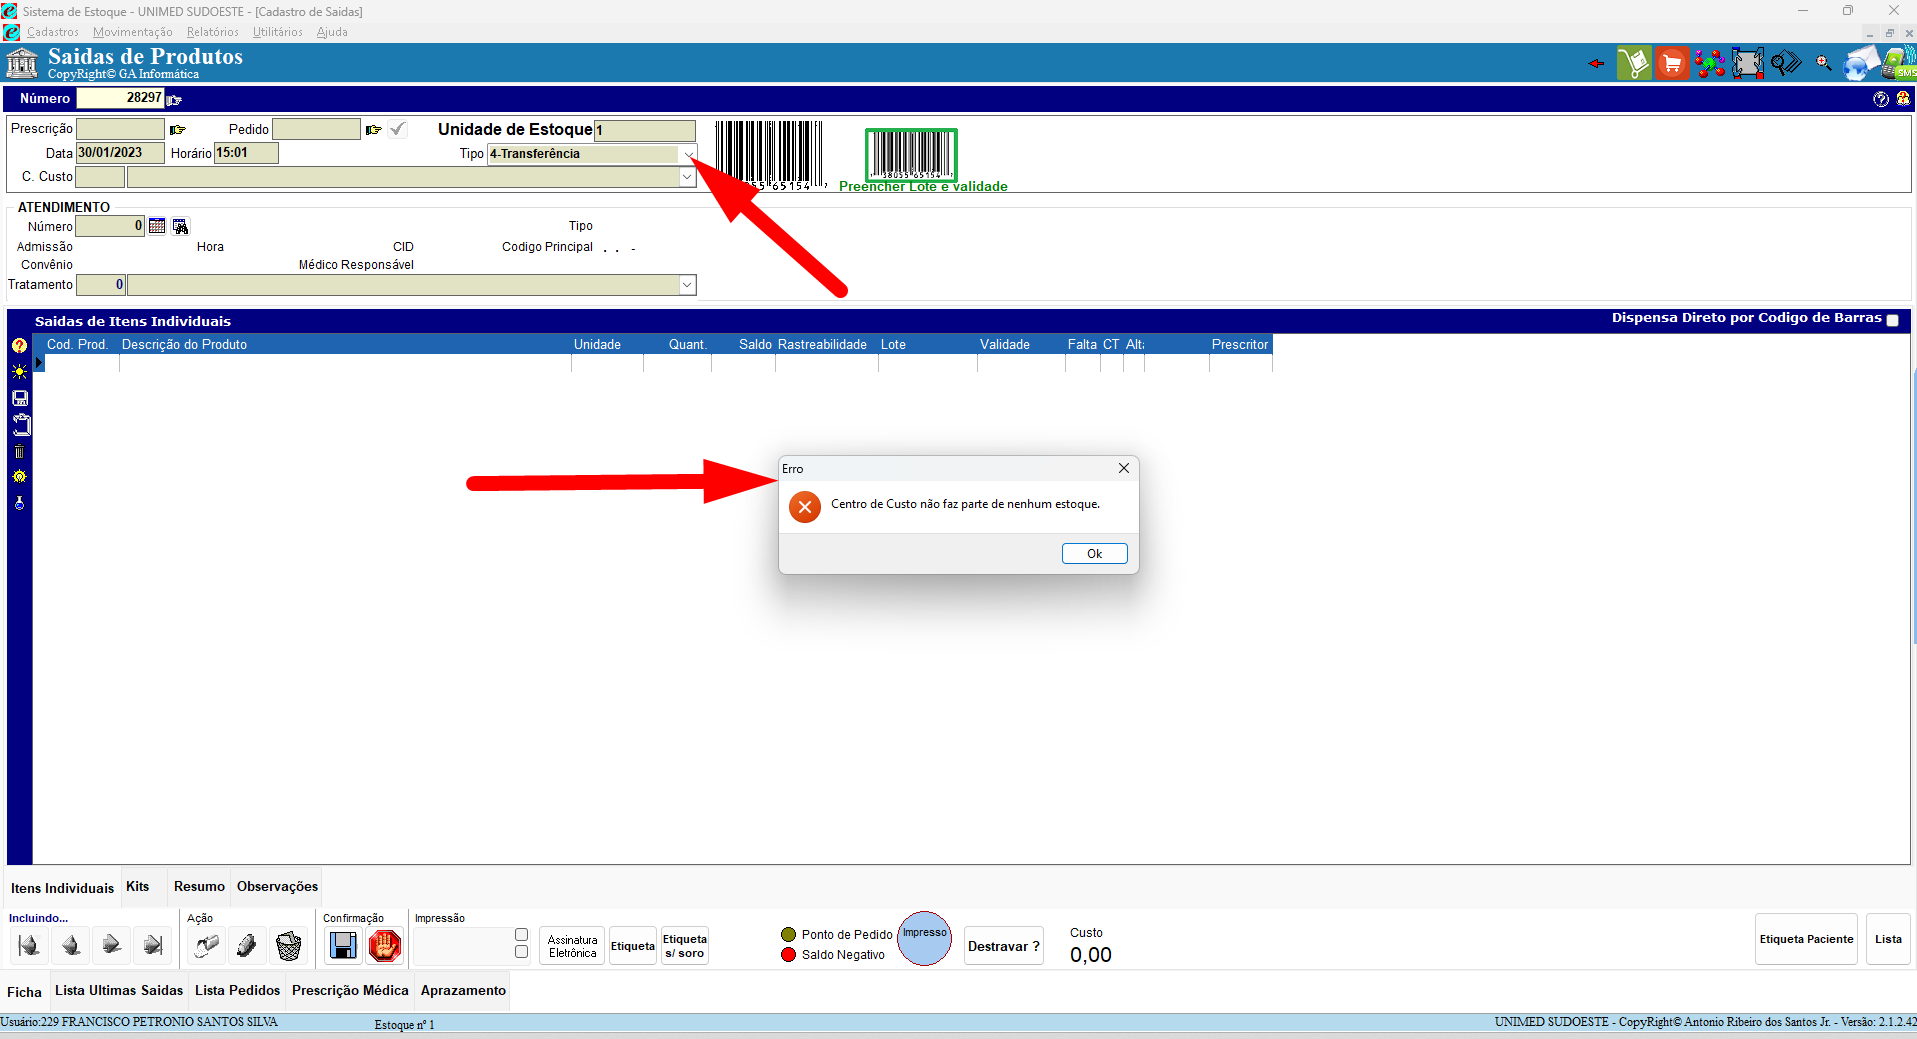 Sistema de Estoque - UNIMED SUDOESTE - [Cadastro de Saidas]
Cadastros Movimentação Relatórios Utilitários Ajuda
Saidas de Produtos
CopyRight© GA Informática
SMS
Número 28297
Prescrição Pedido Unidade de Estoque 1
Data 30/01/2023 Horário 15:01 Tipo 4-Transferência
C. Custo
38055 65154
Preencher Lote e validade
ATENDIMENTO
Número 0 Tipo
Admissão Hora CID Codigo Principal . . -
Convênio Médico Responsável
Tratamento 0
Saidas de Itens Individuais Dispensa Direto por Codigo de Barras
Cod. Prod. Descrição do Produto Unidade Quant. Saldo Rastreabilidade Lote Validade Falta CT Prescritor
Erro
Centro de Custo não faz parte de nenhum estoque.
Ok
Itens Individuais Kits Resumo Observações
Incluindo... Ação Confirmação Impressão
Assinatura
Eletrônica
Etiqueta
Etiqueta
s/ soro
Ponto de Pedido
Saldo Negativo
Impresso
Destravar ?
Custo
0,00
Etiqueta Paciente Lista
Ficha Lista Ultimas Saidas Lista Pedidos Prescrição Médica Aprazamento
Usuário:229 FRANCISCO PETRONIO SANTOS SILVA Estoque nº 1 UNIMED SUDOESTE - CopyRight© Antonio Ribeiro dos Santos Jr. - Versão: 2.1.2.42